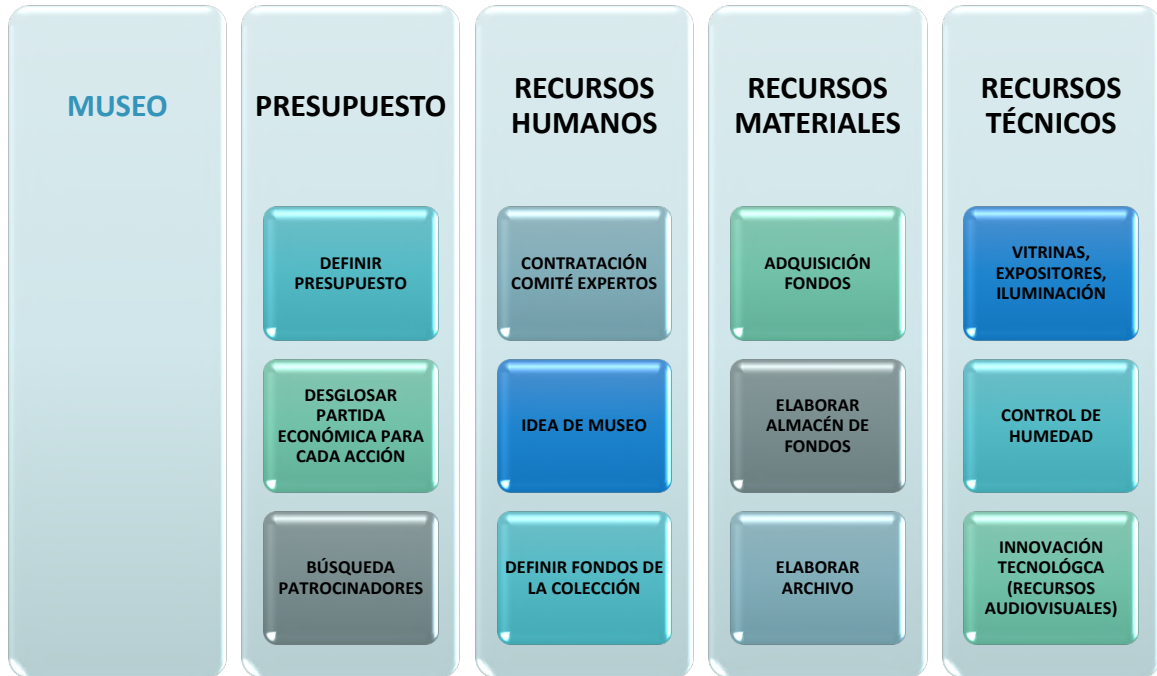 MUSEO
PRESUPUESTO
DEFINIR
PRESUPUESTO
DESGLOSAR
PARTIDA
ECONÓMICA PARA
CADA ACCIÓN
BÚSQUEDA
PATROCINADORES
RECURSOS
HUMANOS
CONTRATACIÓN
COMITÉ EXPERTOS
IDEA DE MUSEO
DEFINIR FONDOS DE
LA COLECCIÓN
RECURSOS
MATERIALES
ADQUISICIÓN
FONDOS
ELABORAR
ALMACÉN DE
FONDOS
ELABORAR
ARCHIVO
RECURSOS
TÉCNICOS
VITRINAS,
EXPOSITORES,
ILUMINACIÓN
CONTROL DE
HUMEDAD
INNOVACIÓN
TECNOLÓGCA
(RECURSOS
AUDIOVISUALES)